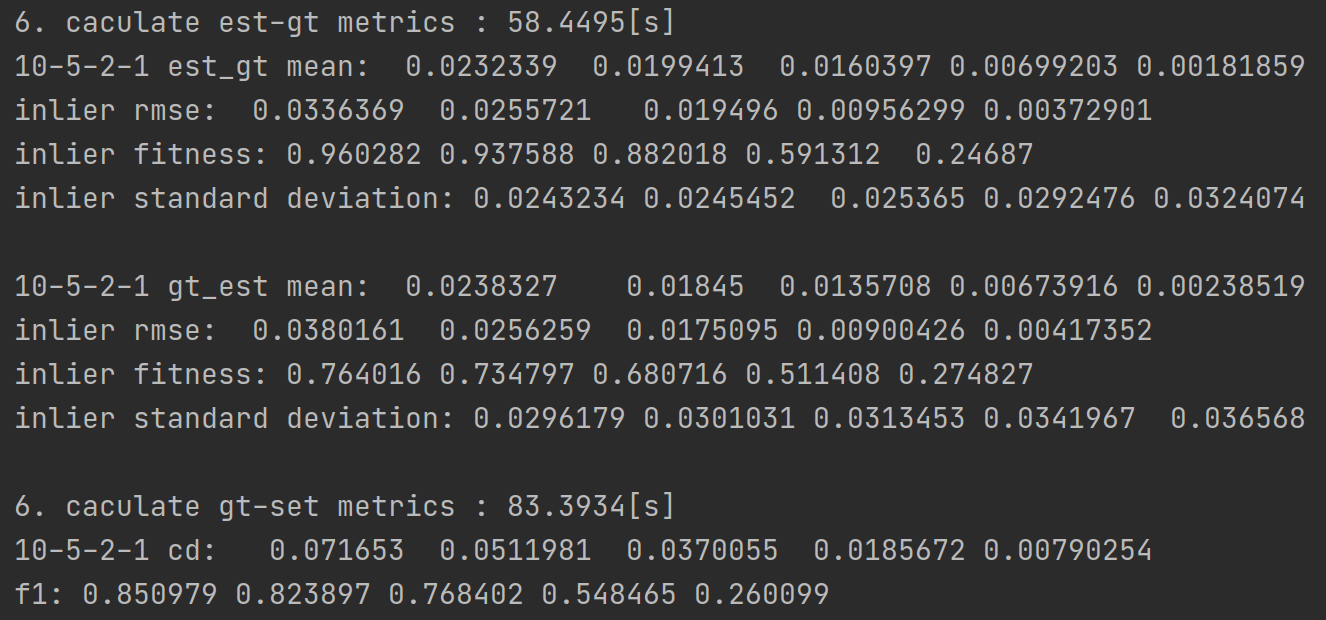 6. caculate est-gt metrics : 58.4495[s]
10-5-2-1 est_gt mean:  0.0232339  0.0199413  0.0160397 0.00699203 0.00181859
inlier rmse:  0.0336369  0.0255721   0.019496 0.00956299 0.00372901
inlier fitness: 0.960282 0.937588 0.882018 0.591312  0.24687
inlier standard deviation: 0.0243234 0.0245452  0.025365 0.0292476 0.0324074
10-5-2-1 gt_est mean:  0.0238327    0.01845  0.0135708 0.00673916 0.00238519
inlier rmse:  0.0380161  0.0256259  0.0175095 0.00900426 0.00417352
inlier fitness: 0.764016 0.734797 0.680716 0.511408 0.274827
inlier standard deviation: 0.0296179 0.0301031 0.0313453 0.0341967  0.036568
6. caculate gt-set metrics : 83.3934[s]
10-5-2-1 cd:   0.071653  0.0511981  0.0370055  0.0185672 0.00790254
f1: 0.850979 0.823897 0.768402 0.548465 0.260099